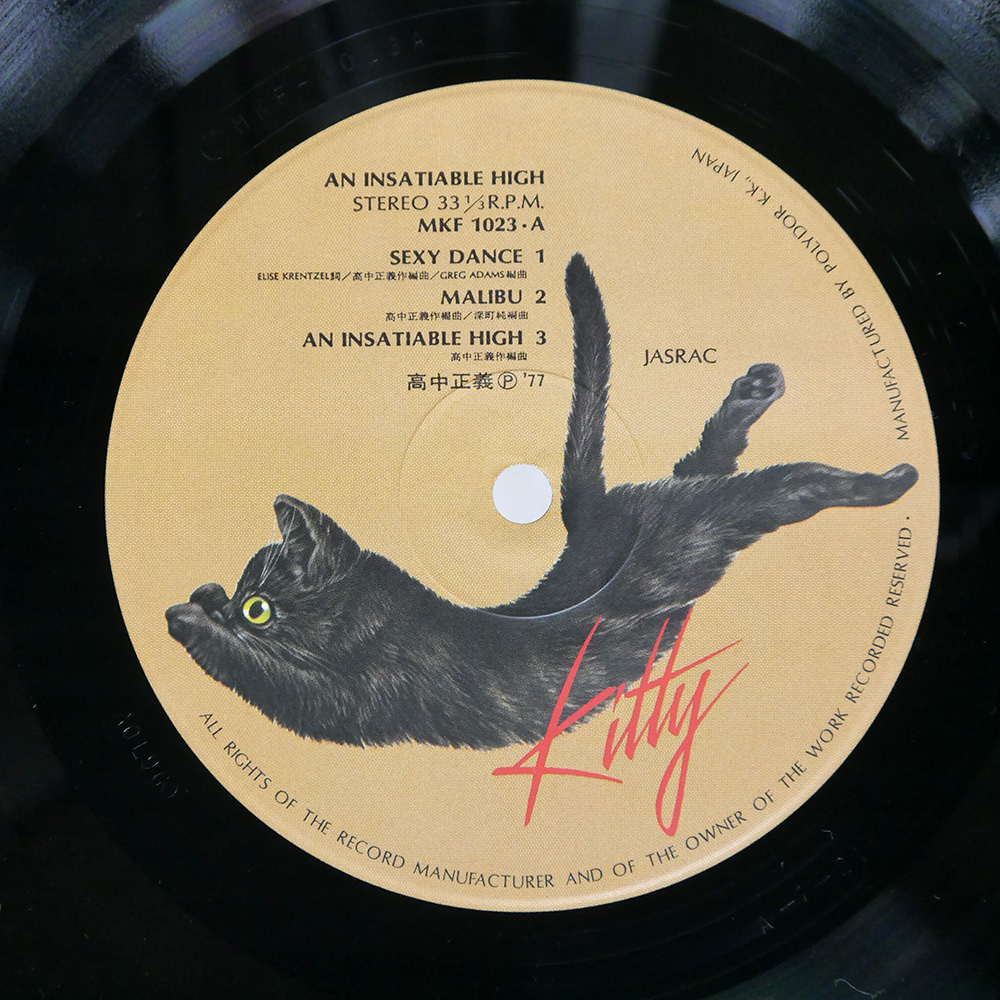 AN INSATIABLE HIGH
STEREO 33 1/3 R.P.M.
MKF 1023・A
SEXY DANCE 1
ELISE KRENTZEL詞／高中正義作編曲／GREG ADAMS編曲
MALIBU 2
高中正義作編曲／深町純編曲
AN INSATIABLE HIGH 3
高中正義作編曲
高中正義 Ⓟ '77
JASRAC
Kitty
ALL RIGHTS OF THE RECORD MANUFACTURER AND OF THE OWNER OF THE WORK RECORDED RESERVED・MANUFACTURED BY POLYDOR K.K., JAPAN